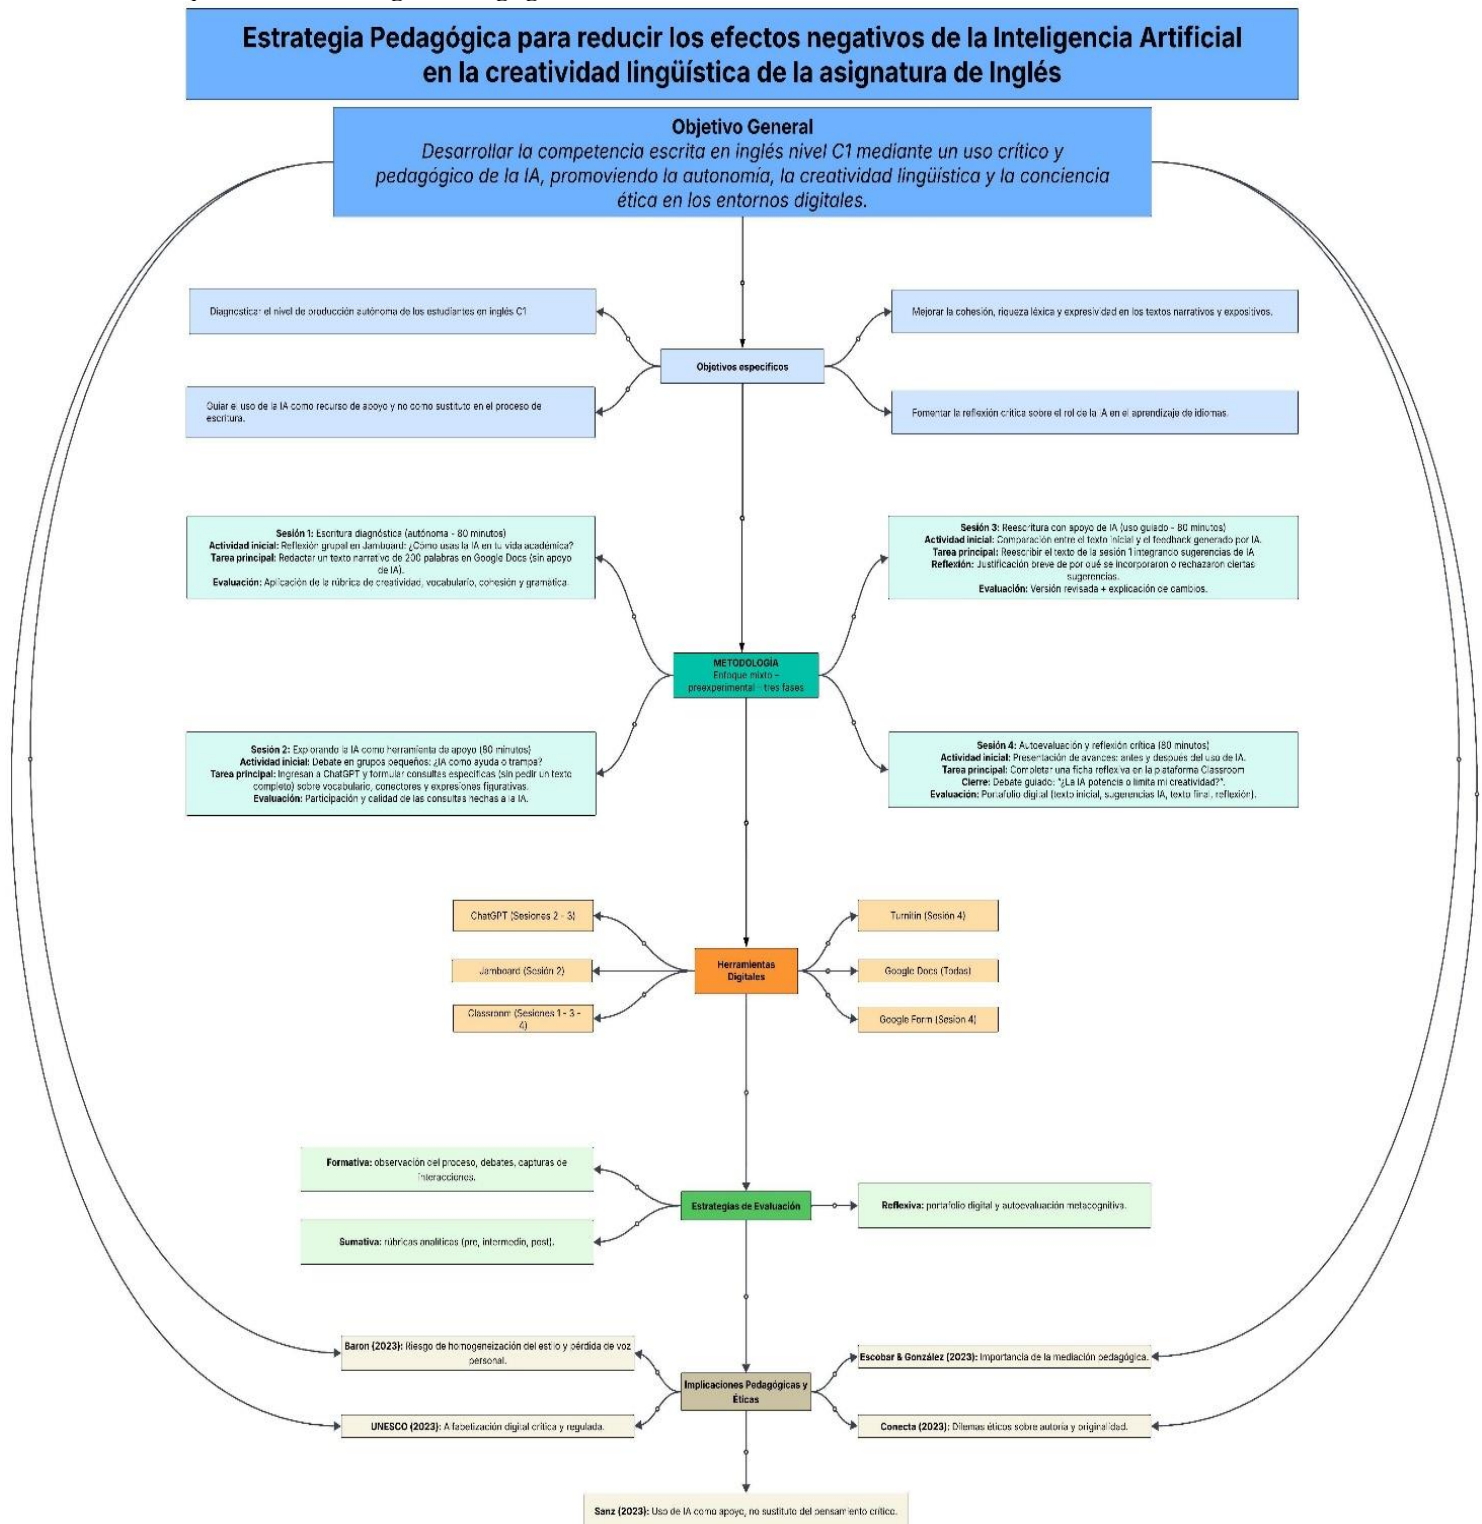 Estrategia Pedagógica para reducir los efectos negativos de la Inteligencia Artificial
en la creatividad lingüística de la asignatura de Inglés
Objetivo General
Desarrollar la competencia escrita en inglés nivel C1 mediante un uso crítico y
pedagógico de la IA, promoviendo la autonomía, la creatividad lingüística y la conciencia
ética en los entornos digitales.
Diagnosticar el nivel de producción autónoma de los estudiantes en inglés C1
Mejorar la cohesión, riqueza léxica y expresividad en los textos narrativos y expositivos.
Objetivos específicos
Guiar el uso de la IA como recurso de apoyo y no como sustituto en el proceso de
escritura.
Fomentar la reflexión crítica sobre el rol de la IA en el aprendizaje de idiomas.
Sesión 1: Escritura diagnóstica (autónoma - 80 minutos)
Actividad inicial: Reflexión grupal en Jamboard: ¿Cómo usas la IA en tu vida académica?
Tarea principal: Redactar un texto narrativo de 200 palabras en Google Docs (sin apoyo
de IA).
Evaluación: Aplicación de la rúbrica de creatividad, vocabulario, cohesión y gramática.
Sesión 3: Reescritura con apoyo de IA (uso guiado - 80 minutos)
Actividad inicial: Comparación entre el texto inicial y el feedback generado por IA.
Tarea principal: Reescribir el texto de la sesión 1 integrando sugerencias de IA
Reflexión: Justificación breve de por qué se incorporaron o rechazaron ciertas
sugerencias.
Evaluación: Versión revisada + explicación de cambios.
METODOLOGÍA
Enfoque mixto –
preexperimental - tres fases
Sesión 2: Explorando la IA como herramienta de apoyo (80 minutos)
Actividad inicial: Debate en grupos pequeños: ¿IA como ayuda o trampa?
Tarea principal: Ingresan a ChatGPT y formular consultas específicas (sin pedir un texto
completo) sobre vocabulario, conectores y expresiones figurativas.
Evaluación: Participación y calidad de las consultas hechas a la IA.
Sesión 4: Autoevaluación y reflexión crítica (80 minutos)
Actividad inicial: Presentación de avances: antes y después del uso de IA.
Tarea principal: Completar una ficha reflexiva en la plataforma Classroom
Cierre: Debate guiado: "¿La IA potencia o limita mi creatividad?".
Evaluación: Portafolio digital (texto inicial, sugerencias IA, texto final, reflexión).
ChatGPT (Sesiones 2 - 3)
Turnitin (Sesión 4)
Herramientas
Digitales
Jamboard (Sesión 2)
Google Docs (Todas)
Classroom (Sesiones 1 - 3 -
4)
Google Form (Sesión 4)
Formativa: observación del proceso, debates, capturas de
interacciones.
Estrategias de Evaluación
Reflexiva: portafolio digital y autoevaluación metacognitiva.
Sumativa: rúbricas analíticas (pre, intermedio, post).
Baron (2023): Riesgo de homogeneización del estilo y pérdida de voz
personal.
Escobar & González (2023): Importancia de la mediación pedagógica.
Implicaciones Pedagógicas y
Éticas
UNESCO (2023): Alfabetización digital crítica y regulada.
Conecta (2023): Dilemas éticos sobre autoría y originalidad.
Sanz (2023): Uso de IA como apoyo, no sustituto del pensamiento crítico.